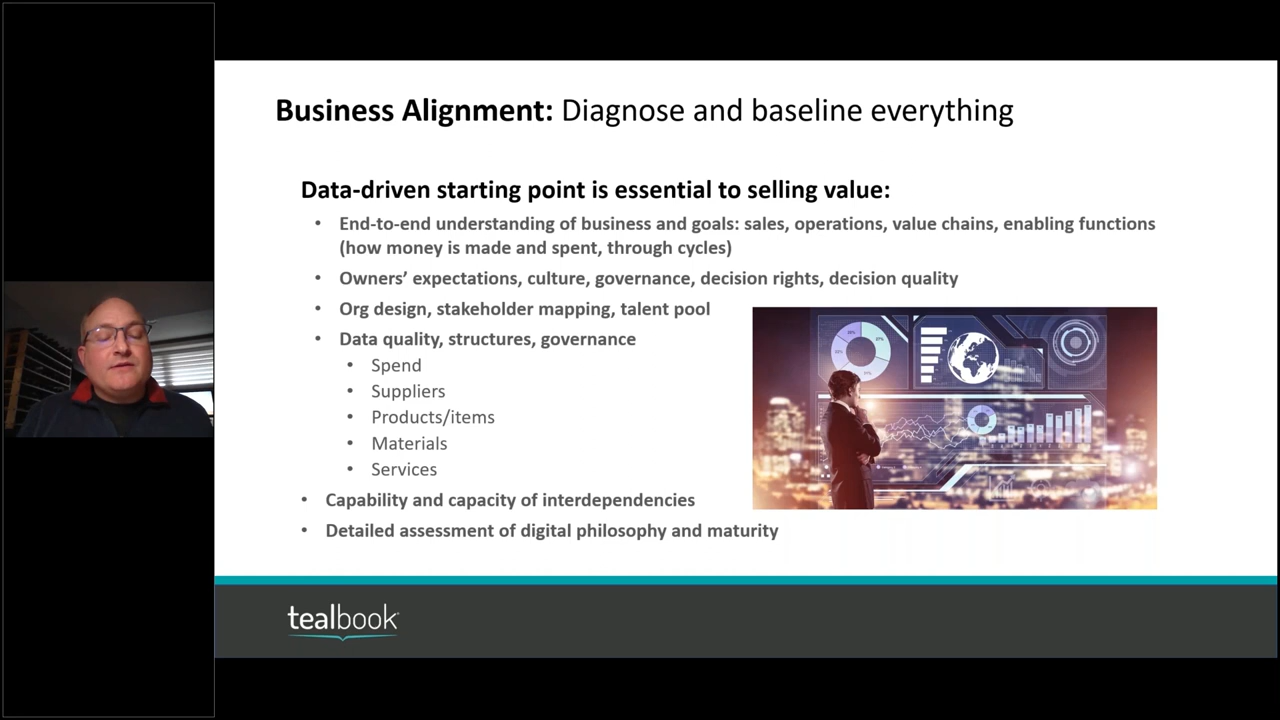 Business Alignment: Diagnose and baseline everything
Data-driven starting point is essential to selling value:
• End-to-end understanding of business and goals: sales, operations, value chains, enabling functions
(how money is made and spent, through cycles)
• Owners’ expectations, culture, governance, decision rights, decision quality
• Org design, stakeholder mapping, talent pool
• Data quality, structures, governance
• Spend
• Suppliers
• Products/items
• Materials
• Services
• Capability and capacity of interdependencies
• Detailed assessment of digital philosophy and maturity
tealbook